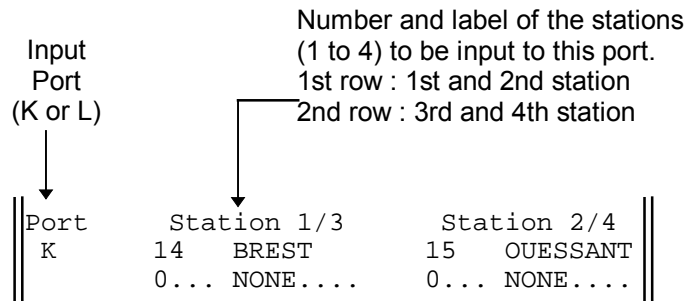 Input
Port
(K or L)
Number and label of the stations
(1 to 4) to be input to this port.
1st row : 1st and 2nd station
2nd row : 3rd and 4th station
Port Station 1/3 Station 2/4
K 14 BREST 15 OUESSANT
0... NONE.... 0... NONE....